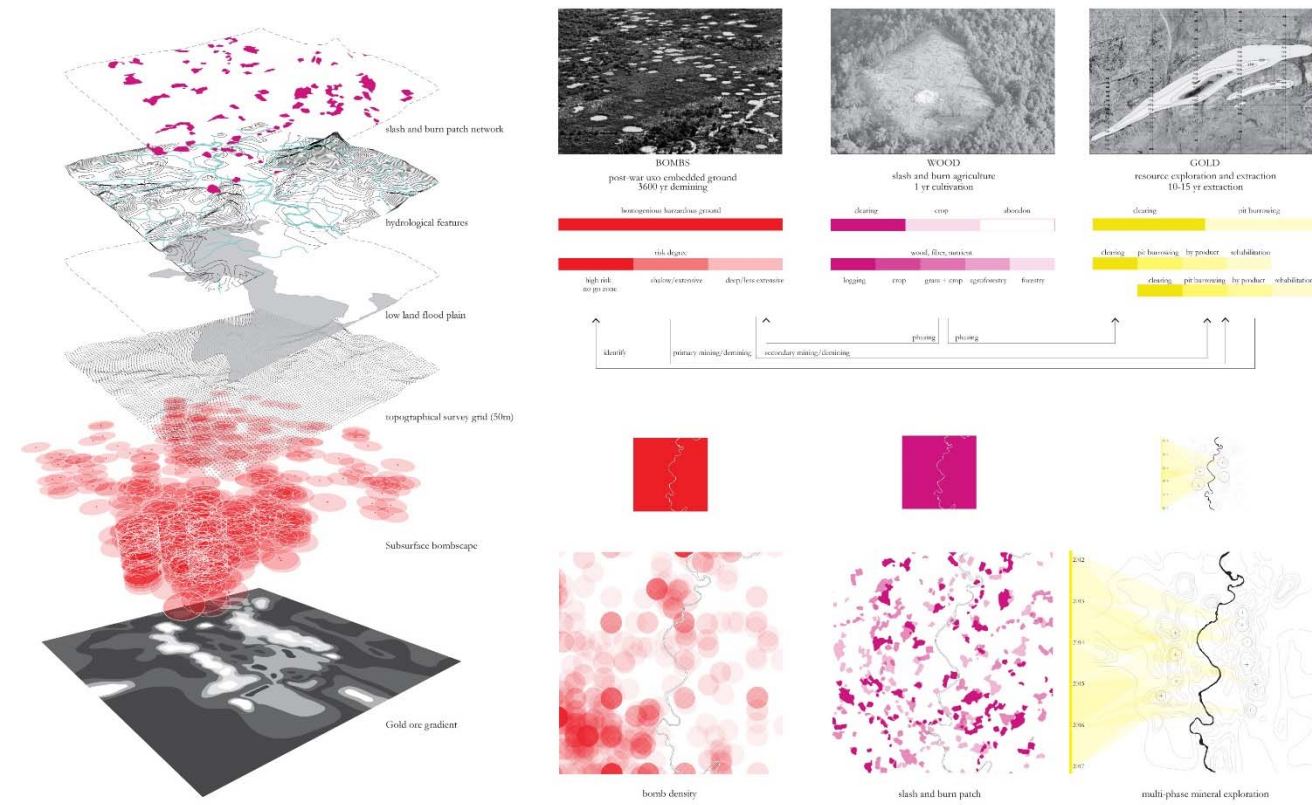 slash and burn patch network
hydrological features
low land flood plain
topographical survey grid (50m)
Subsurface bombscape
Gold ore gradient
BOMBS
post-war uxo embedded ground
3600 yr demining
homogenious hazardous ground
risk degree
high risk
no go zone
shalow/extensive
deep/less extensive
WOOD
slash and burn agriculture
1 yr cultivation
clearing
crop
abandon
wood, fiber, nutrient
logging
crop
grass + crop
agroforestry
forestry
GOLD
resource exploration and extraction
10-15 yr extraction
clearing
pit burrowing
clearing
pit burrowing
by product
rehabilitation
clearing
pit burrowing
by product
rehabilitation
identify
primary mining/demining
secondary mining/demining
phasing
phasing
bomb density
slash and burn patch
multi-phase mineral exploration